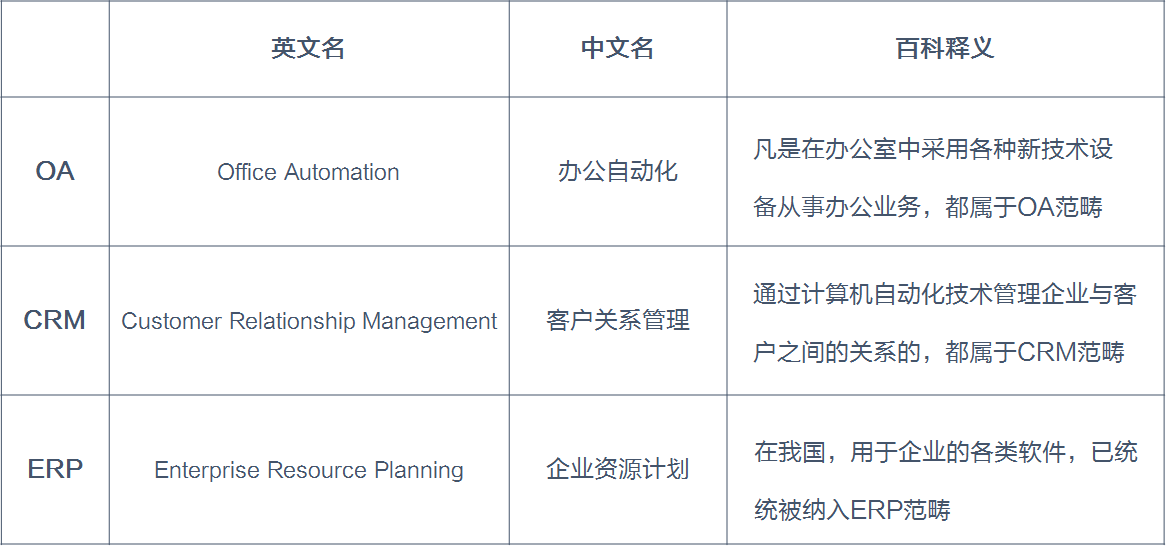 英文名 中文名 百科释义
OA Office Automation 办公自动化 凡是在办公室中采用各种新技术设
备从事办公业务，都属于OA范畴
CRM Customer Relationship Management 客户关系管理 通过计算机自动化技术管理企业与客
户之间的关系的，都属于CRM范畴
ERP Enterprise Resource Planning 企业资源计划 在我国，用于企业的各类软件，已统
统被纳入ERP范畴